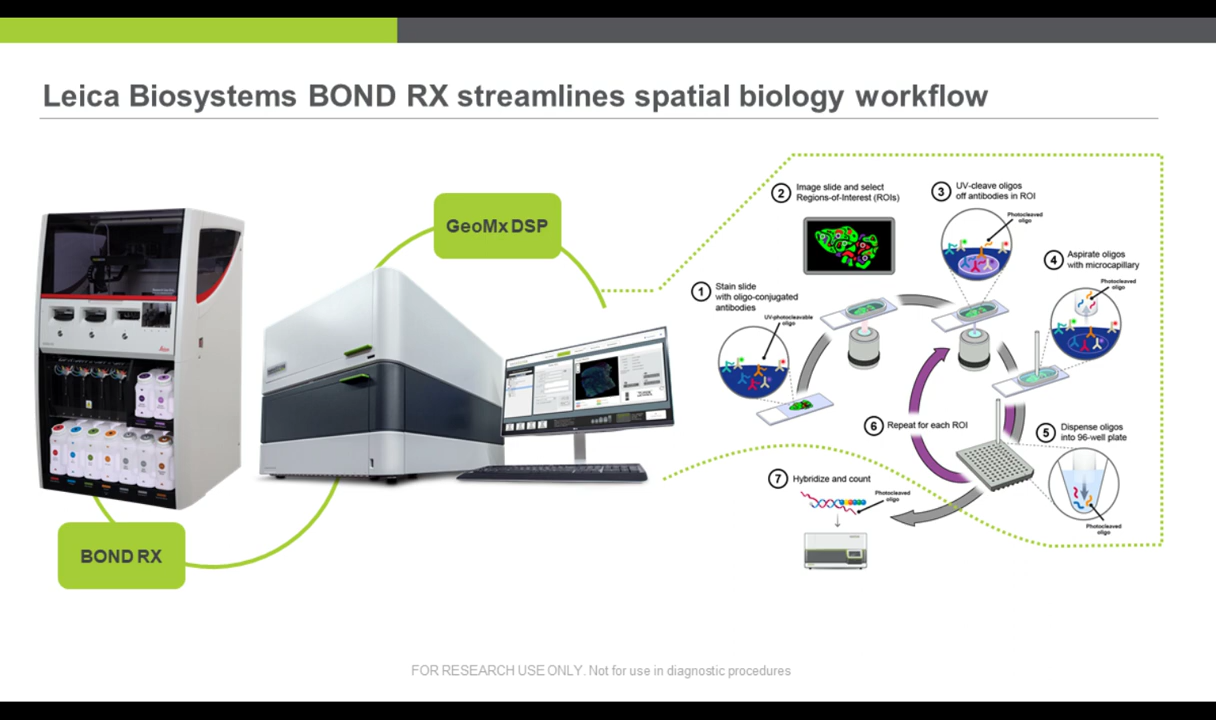 Leica Biosystems BOND RX streamlines spatial biology workflow
GeoMx DSP
BOND RX
1 Stain slide
with oligo-conjugated
antibodies
UV-photocleavable
oligo
2 Image slide and select
Regions-of-Interest (ROIs)
3 UV-cleave oligos
off antibodies in ROI
Photocleaved
oligo
4 Aspirate oligos
with microcapillary
Photocleaved
oligo
5 Dispense oligos
into 96-well plate
Photocleaved
oligo
6 Repeat for each ROI
7 Hybridize and count
Photocleaved
oligo
FOR RESEARCH USE ONLY. Not for use in diagnostic procedures